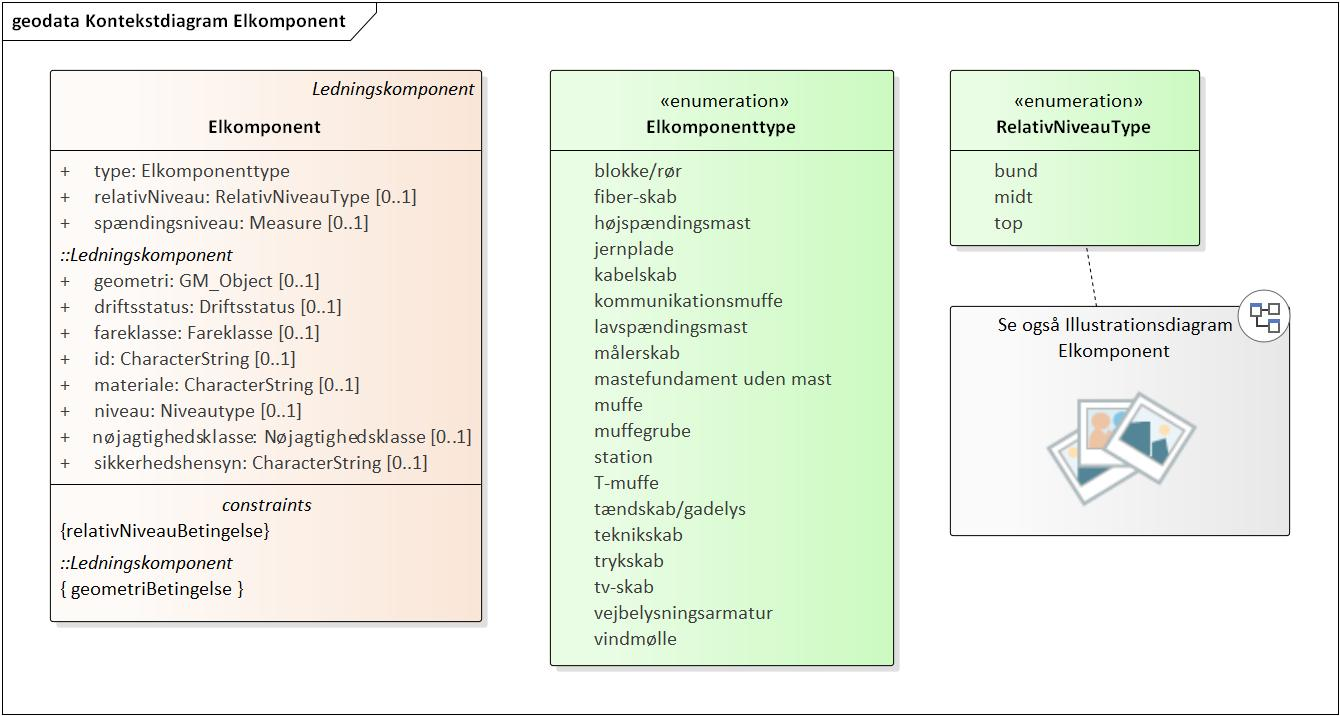 geodata Kontekstdiagram Elkomponent
Ledningskomponent
Elkomponent
+ type: Elkomponenttype
+ relativNiveau: RelativNiveauType [0..1]
+ spændingsniveau: Measure [0..1]
::Ledningskomponent
+ geometri: GM_Object [0..1]
+ driftsstatus: Driftsstatus [0..1]
+ fareklasse: Fareklasse [0..1]
+ id: CharacterString [0..1]
+ materiale: CharacterString [0..1]
+ niveau: Niveautype [0..1]
+ nøjagtighedsklasse: Nøjagtighedsklasse [0..1]
+ sikkerhedshensyn: CharacterString [0..1]
constraints
{relativNiveauBetingelse}
::Ledningskomponent
{ geometriBetingelse }
«enumeration»
Elkomponenttype
blokke/rør
fiber-skab
højspændingsmast
jernplade
kabelskab
kommunikationsmuffe
lavspændingsmast
målerskab
mastefundament uden mast
muffe
muffegrube
station
T-muffe
tændskab/gadelys
teknikskab
trykskab
tv-skab
vejbelysningsarmatur
vindmølle
«enumeration»
RelativNiveauType
bund
midt
top
Se også Illustrationsdiagram
Elkomponent